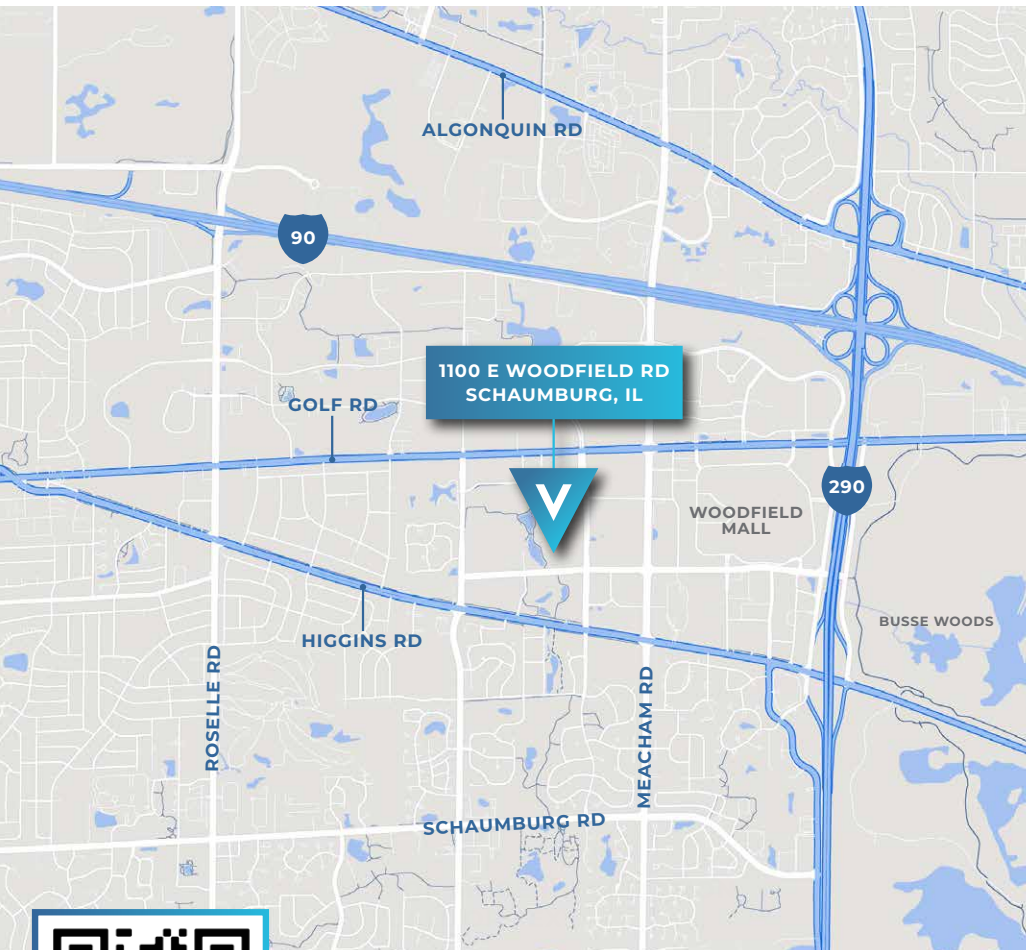 ALGONQUIN RD
90
1100 E WOODFIELD RD
SCHAUMBURG, IL
GOLF RD
V
290
WOODFIELD
MALL
BUSSE WOODS
HIGGINS RD
ROSELLE RD
MEACHAM RD
SCHAUMBURG RD